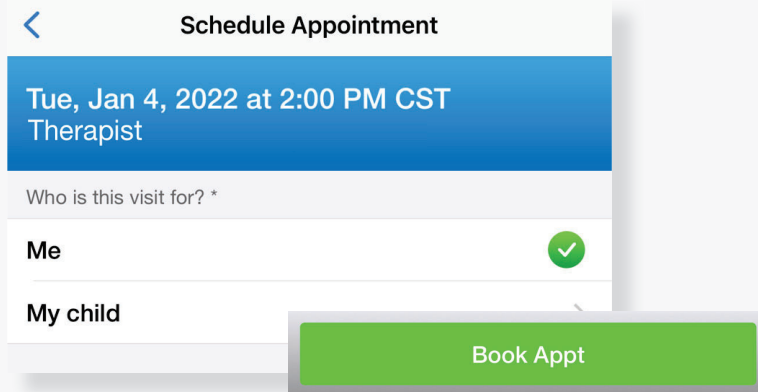 Schedule Appointment
Tue, Jan 4, 2022 at 2:00 PM CST
Therapist
Who is this visit for? *
Me
My child
Book Appt